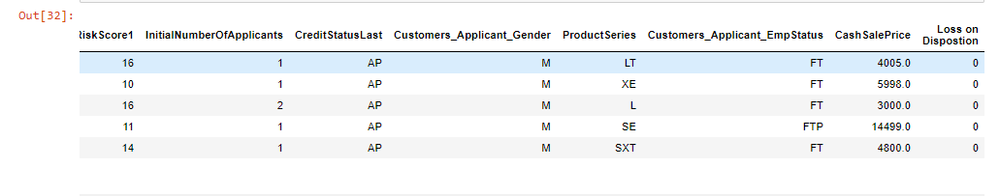 Out[32]:
RiskScore1 InitialNumberOfApplicants CreditStatusLast Customers_Applicant_Gender ProductSeries Customers_Applicant_EmpStatus CashSalePrice Loss on Dispostion
16 1 AP M LT FT 4005.0 0
10 1 AP M XE FT 5998.0 0
16 2 AP M L FT 3000.0 0
11 1 AP M SE FTP 14499.0 0
14 1 AP M SXT FT 4800.0 0